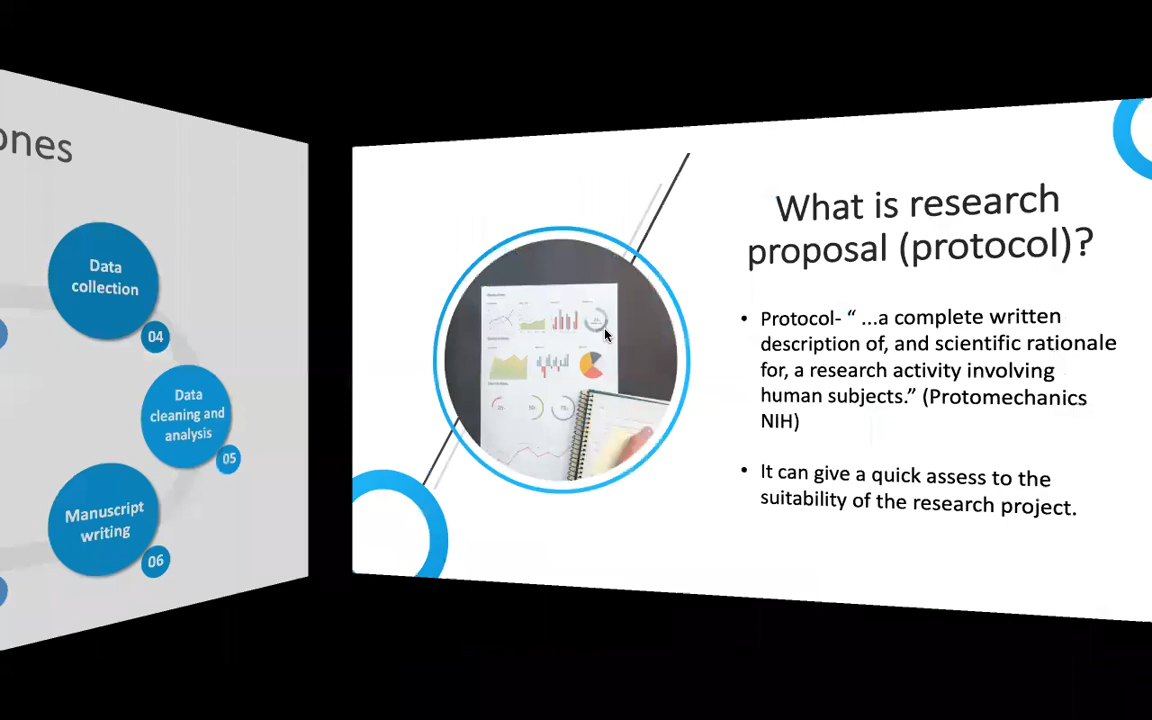 ones
Data
collection
04
Data
cleaning and
analysis
05
Manuscript
writing
06
What is research
proposal (protocol)?
• Protocol- “ ...a complete written
description of, and scientific rationale
for, a research activity involving
human subjects.” (Protomechanics
NIH)
• It can give a quick assess to the
suitability of the research project.